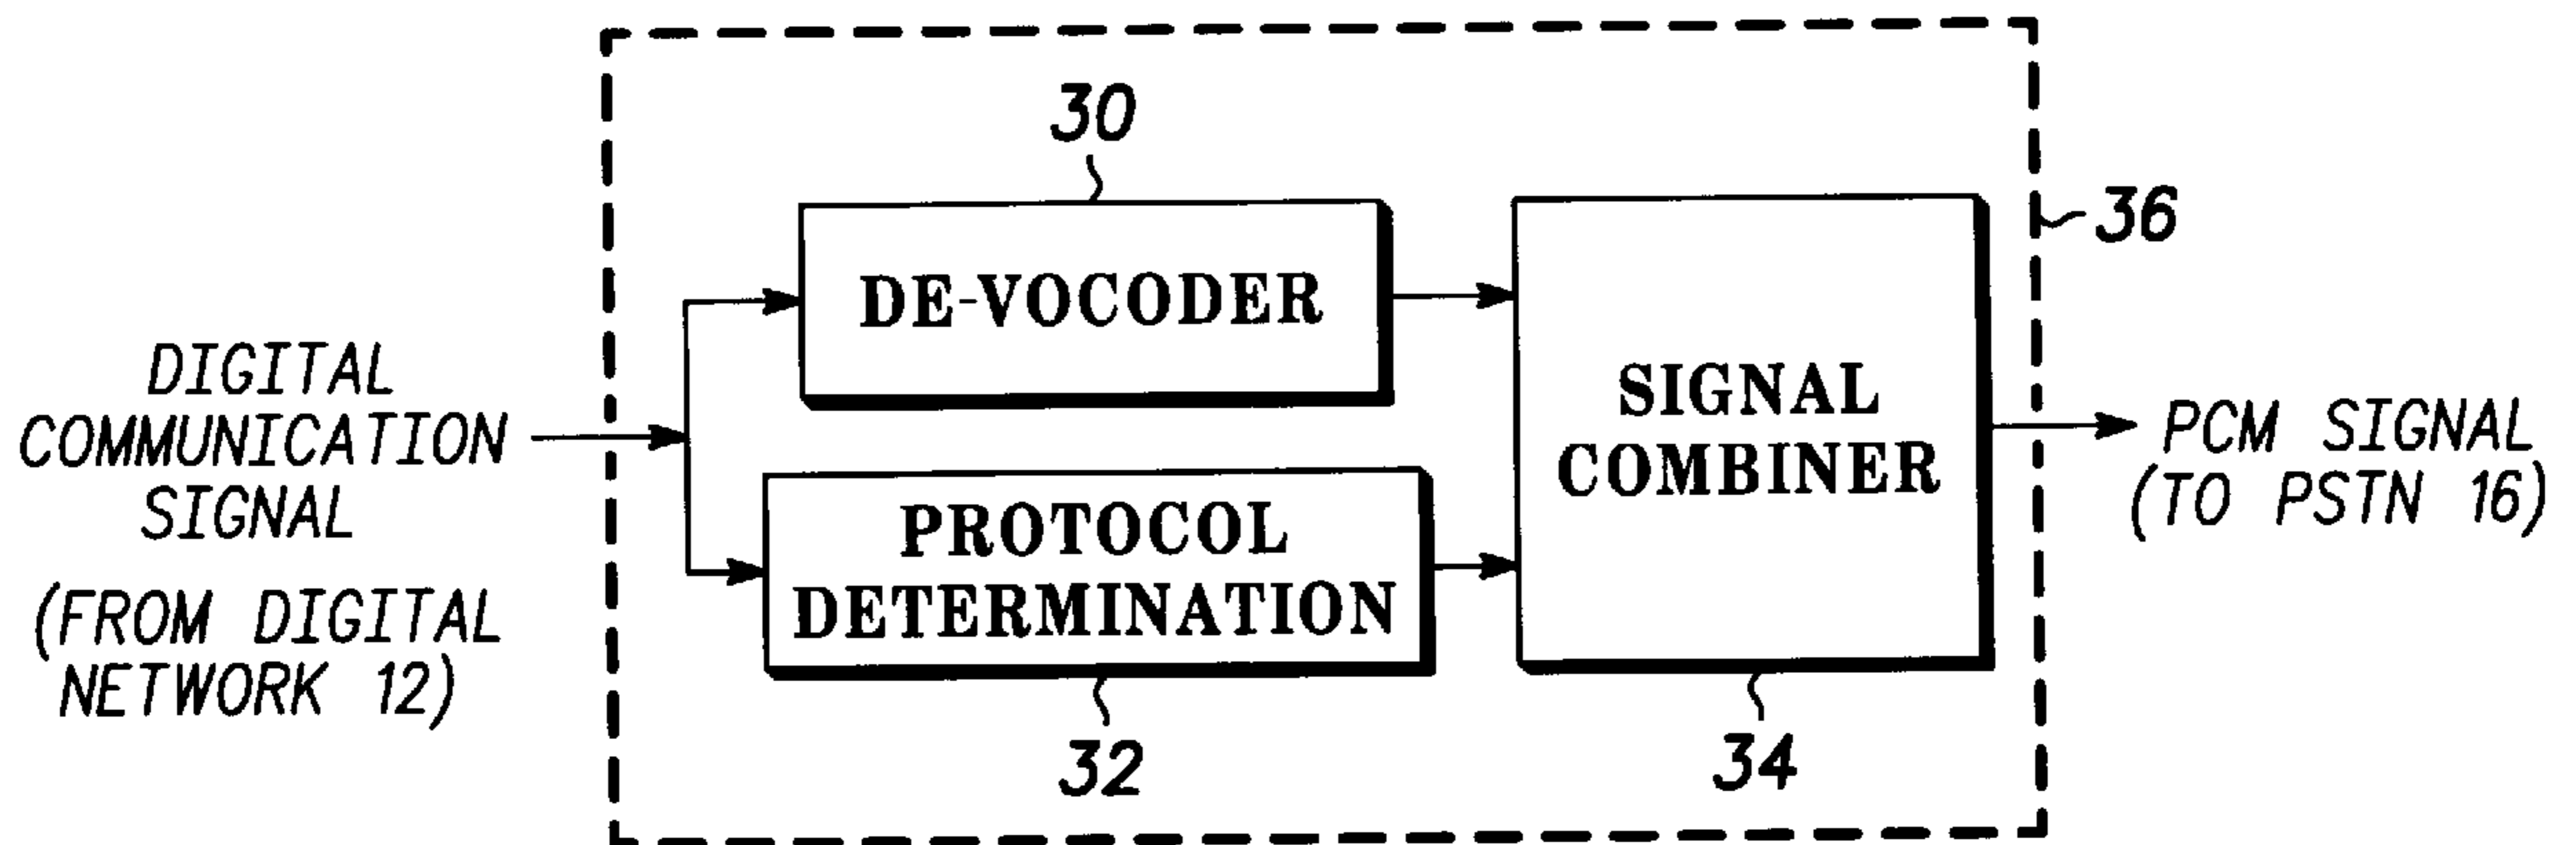 30
36
DE-VOCODER
DIGITAL
COMMUNICATION
SIGNAL
(FROM DIGITAL
NETWORK 12)
PROTOCOL
DETERMINATION
SIGNAL
COMBINER
PCM SIGNAL
(TO PSTN 16)
32
34